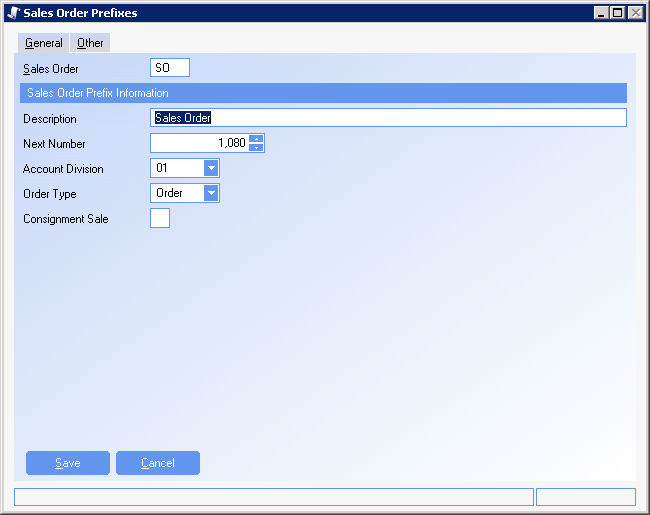 Sales Order Prefixes
General Other
Sales Order SO
Sales Order Prefix Information
Description Sales Order
Next Number 1,080
Account Division 01
Order Type Order
Consignment Sale
Save Cancel